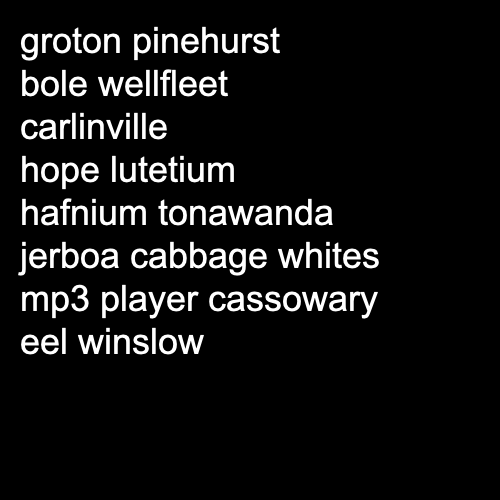 groton pinehurst
bole wellfleet
carlinville
hope lutetium
hafnium tonawanda
jerboa cabbage whites
mp3 player cassowary
eel winslow